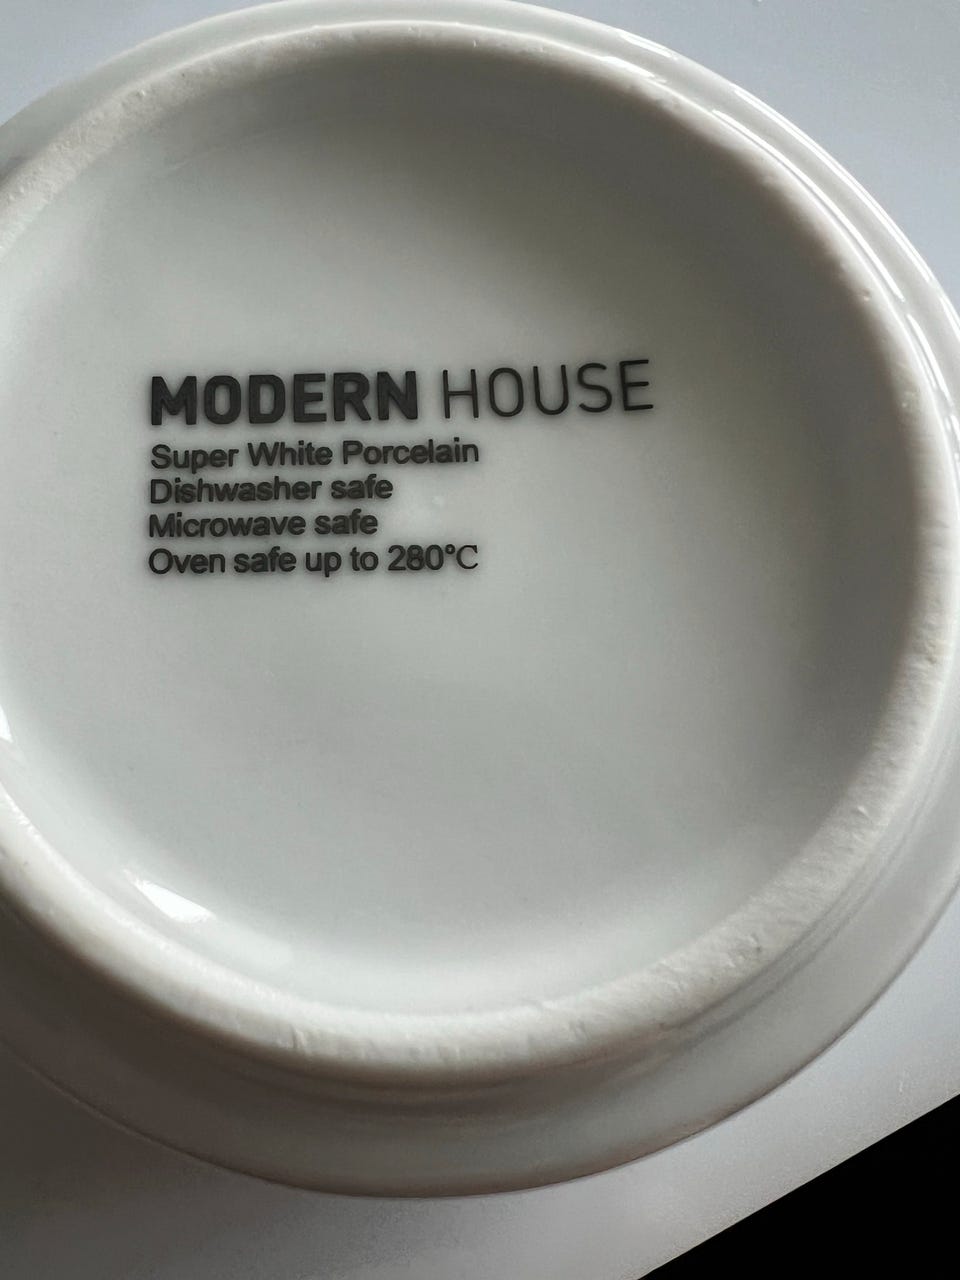 MODERN HOUSE
Super White Porcelain
Dishwasher safe
Microwave safe
Oven safe up to 280°C